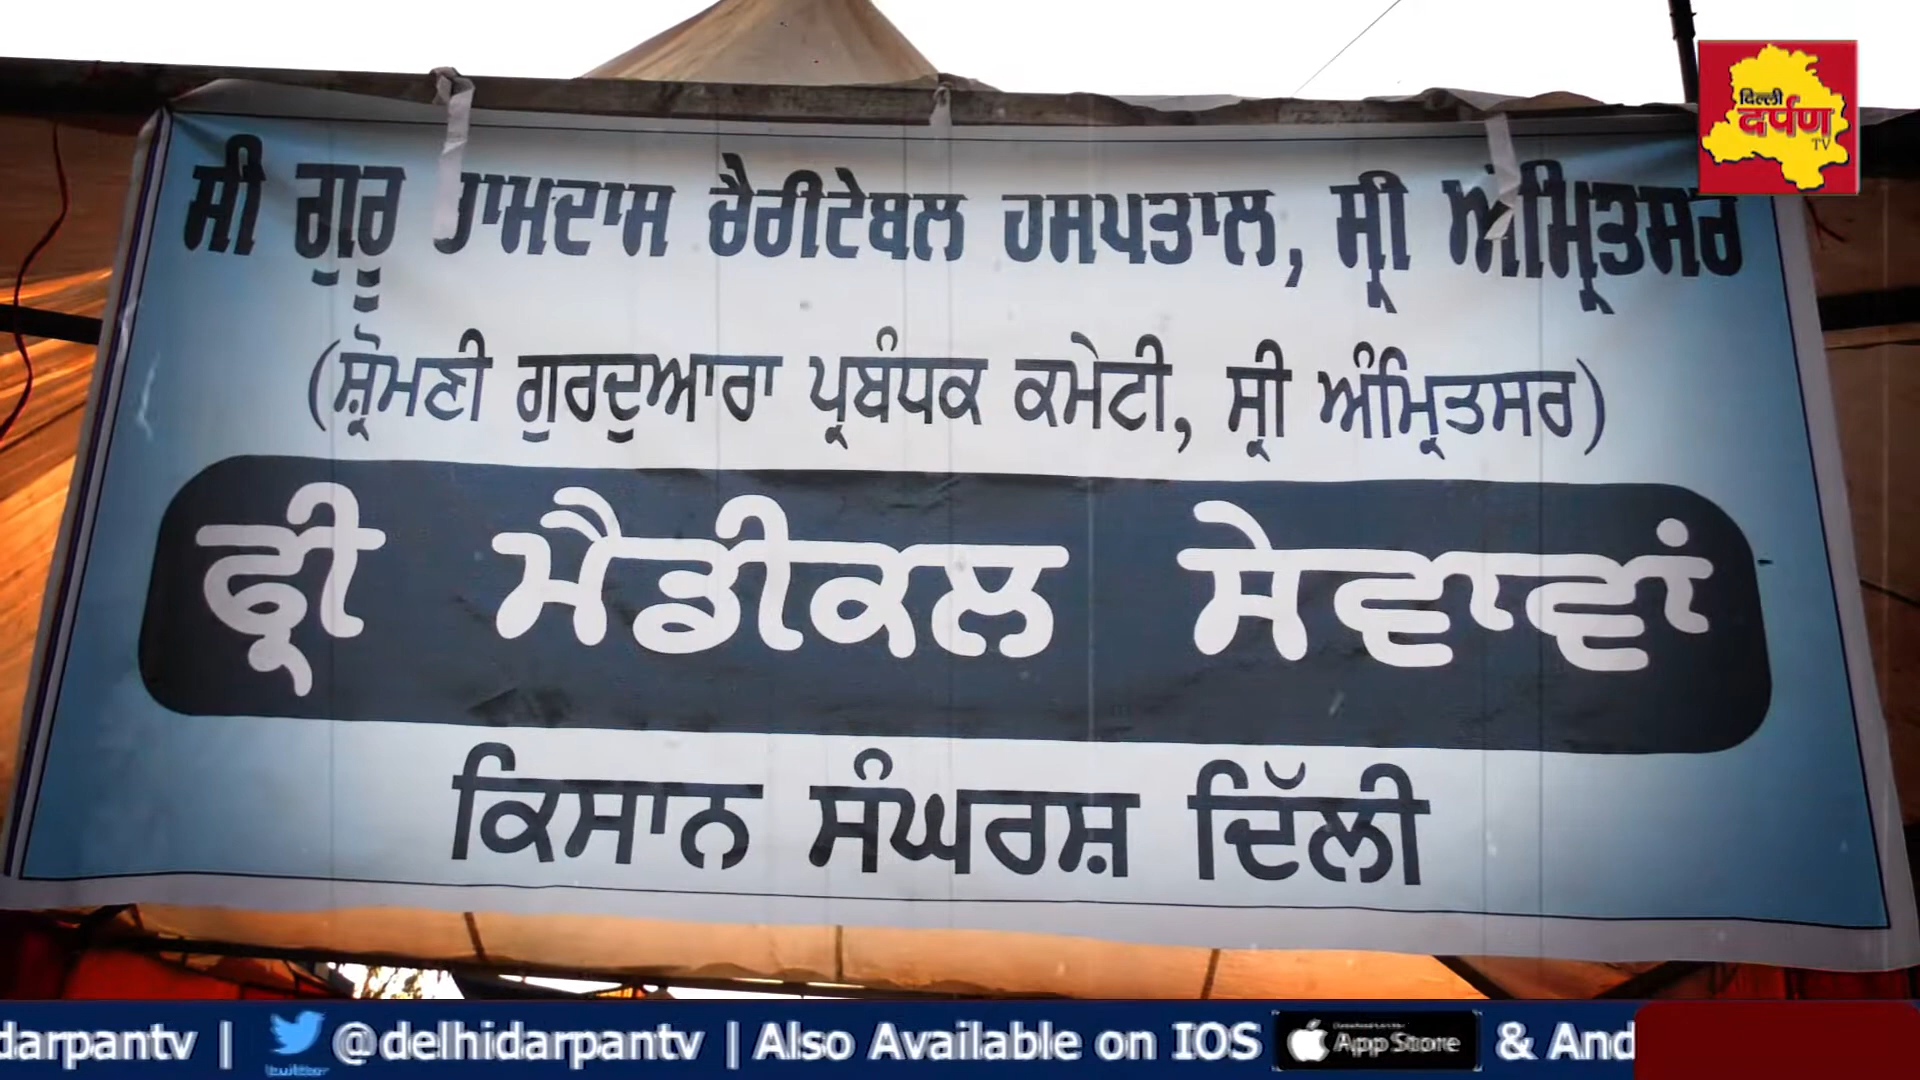 ਸੀ ਗੁਰੂ ਰਾਮਦਾਸ ਚੈਰੀਟੇਬਲ ਹਸਪਤਾਲ, ਸ੍ਰੀ ਅੰਮ੍ਰਿਤਸਰ
(ਸ਼੍ਰੋਮਣੀ ਗੁਰਦੁਆਰਾ ਪ੍ਰਬੰਧਕ ਕਮੇਟੀ, ਸ੍ਰੀ ਅੰਮ੍ਰਿਤਸਰ)
ਫ੍ਰੀ ਮੈਡੀਕਲ ਸੇਵਾਵਾਂ
ਕਿਸਾਨ ਸੰਘਰਸ਼ ਦਿੱਲੀ
दिल्ली
दर्पण
TV
darpantv | twitter @delhidarpantv | Also Available on IOS App Store & And